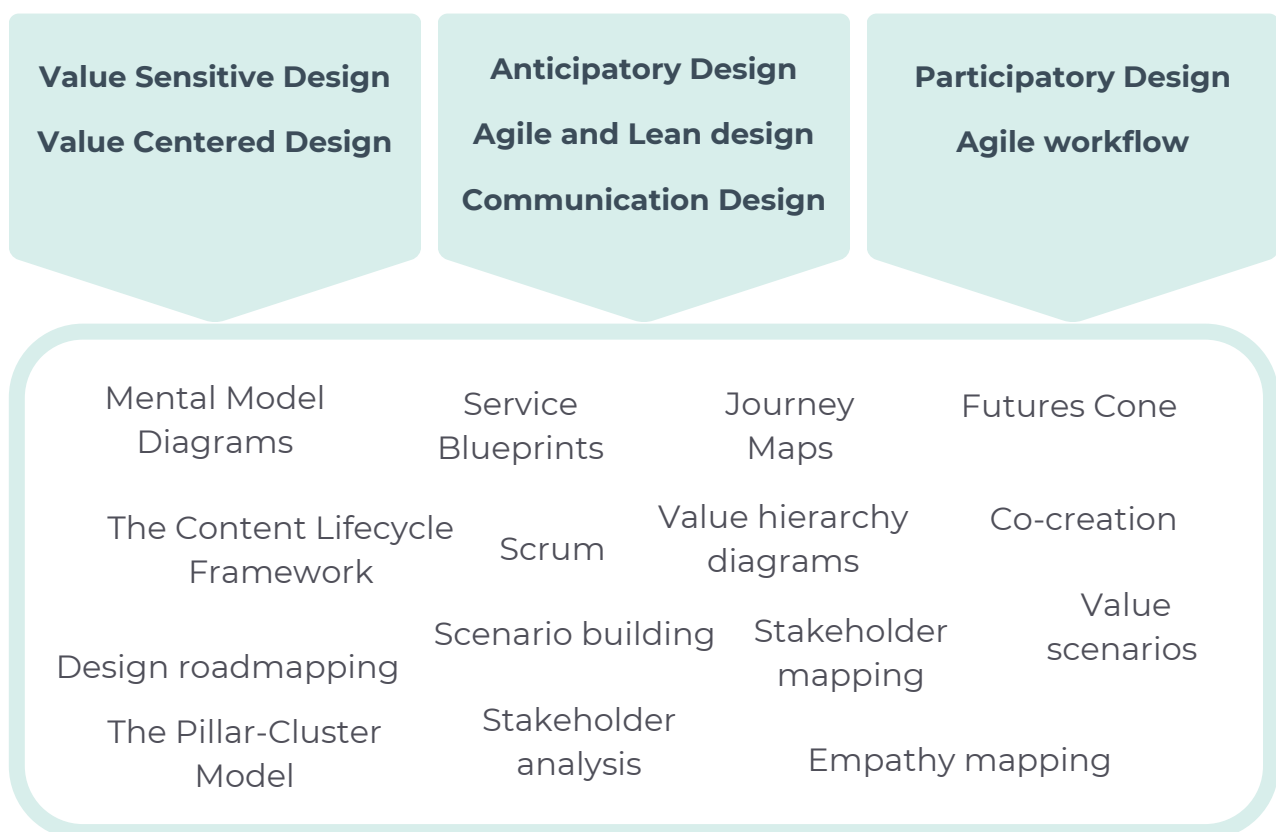 Value Sensitive Design
Value Centered Design
Anticipatory Design
Agile and Lean design
Communication Design
Participatory Design
Agile workflow
Mental Model
Diagrams
Service
Blueprints
Journey
Maps
Futures Cone
The Content Lifecycle
Framework
Scrum
Value hierarchy
diagrams
Co-creation
Design roadmapping
Scenario building
Stakeholder
mapping
Value
scenarios
The Pillar-Cluster
Model
Stakeholder
analysis
Empathy mapping